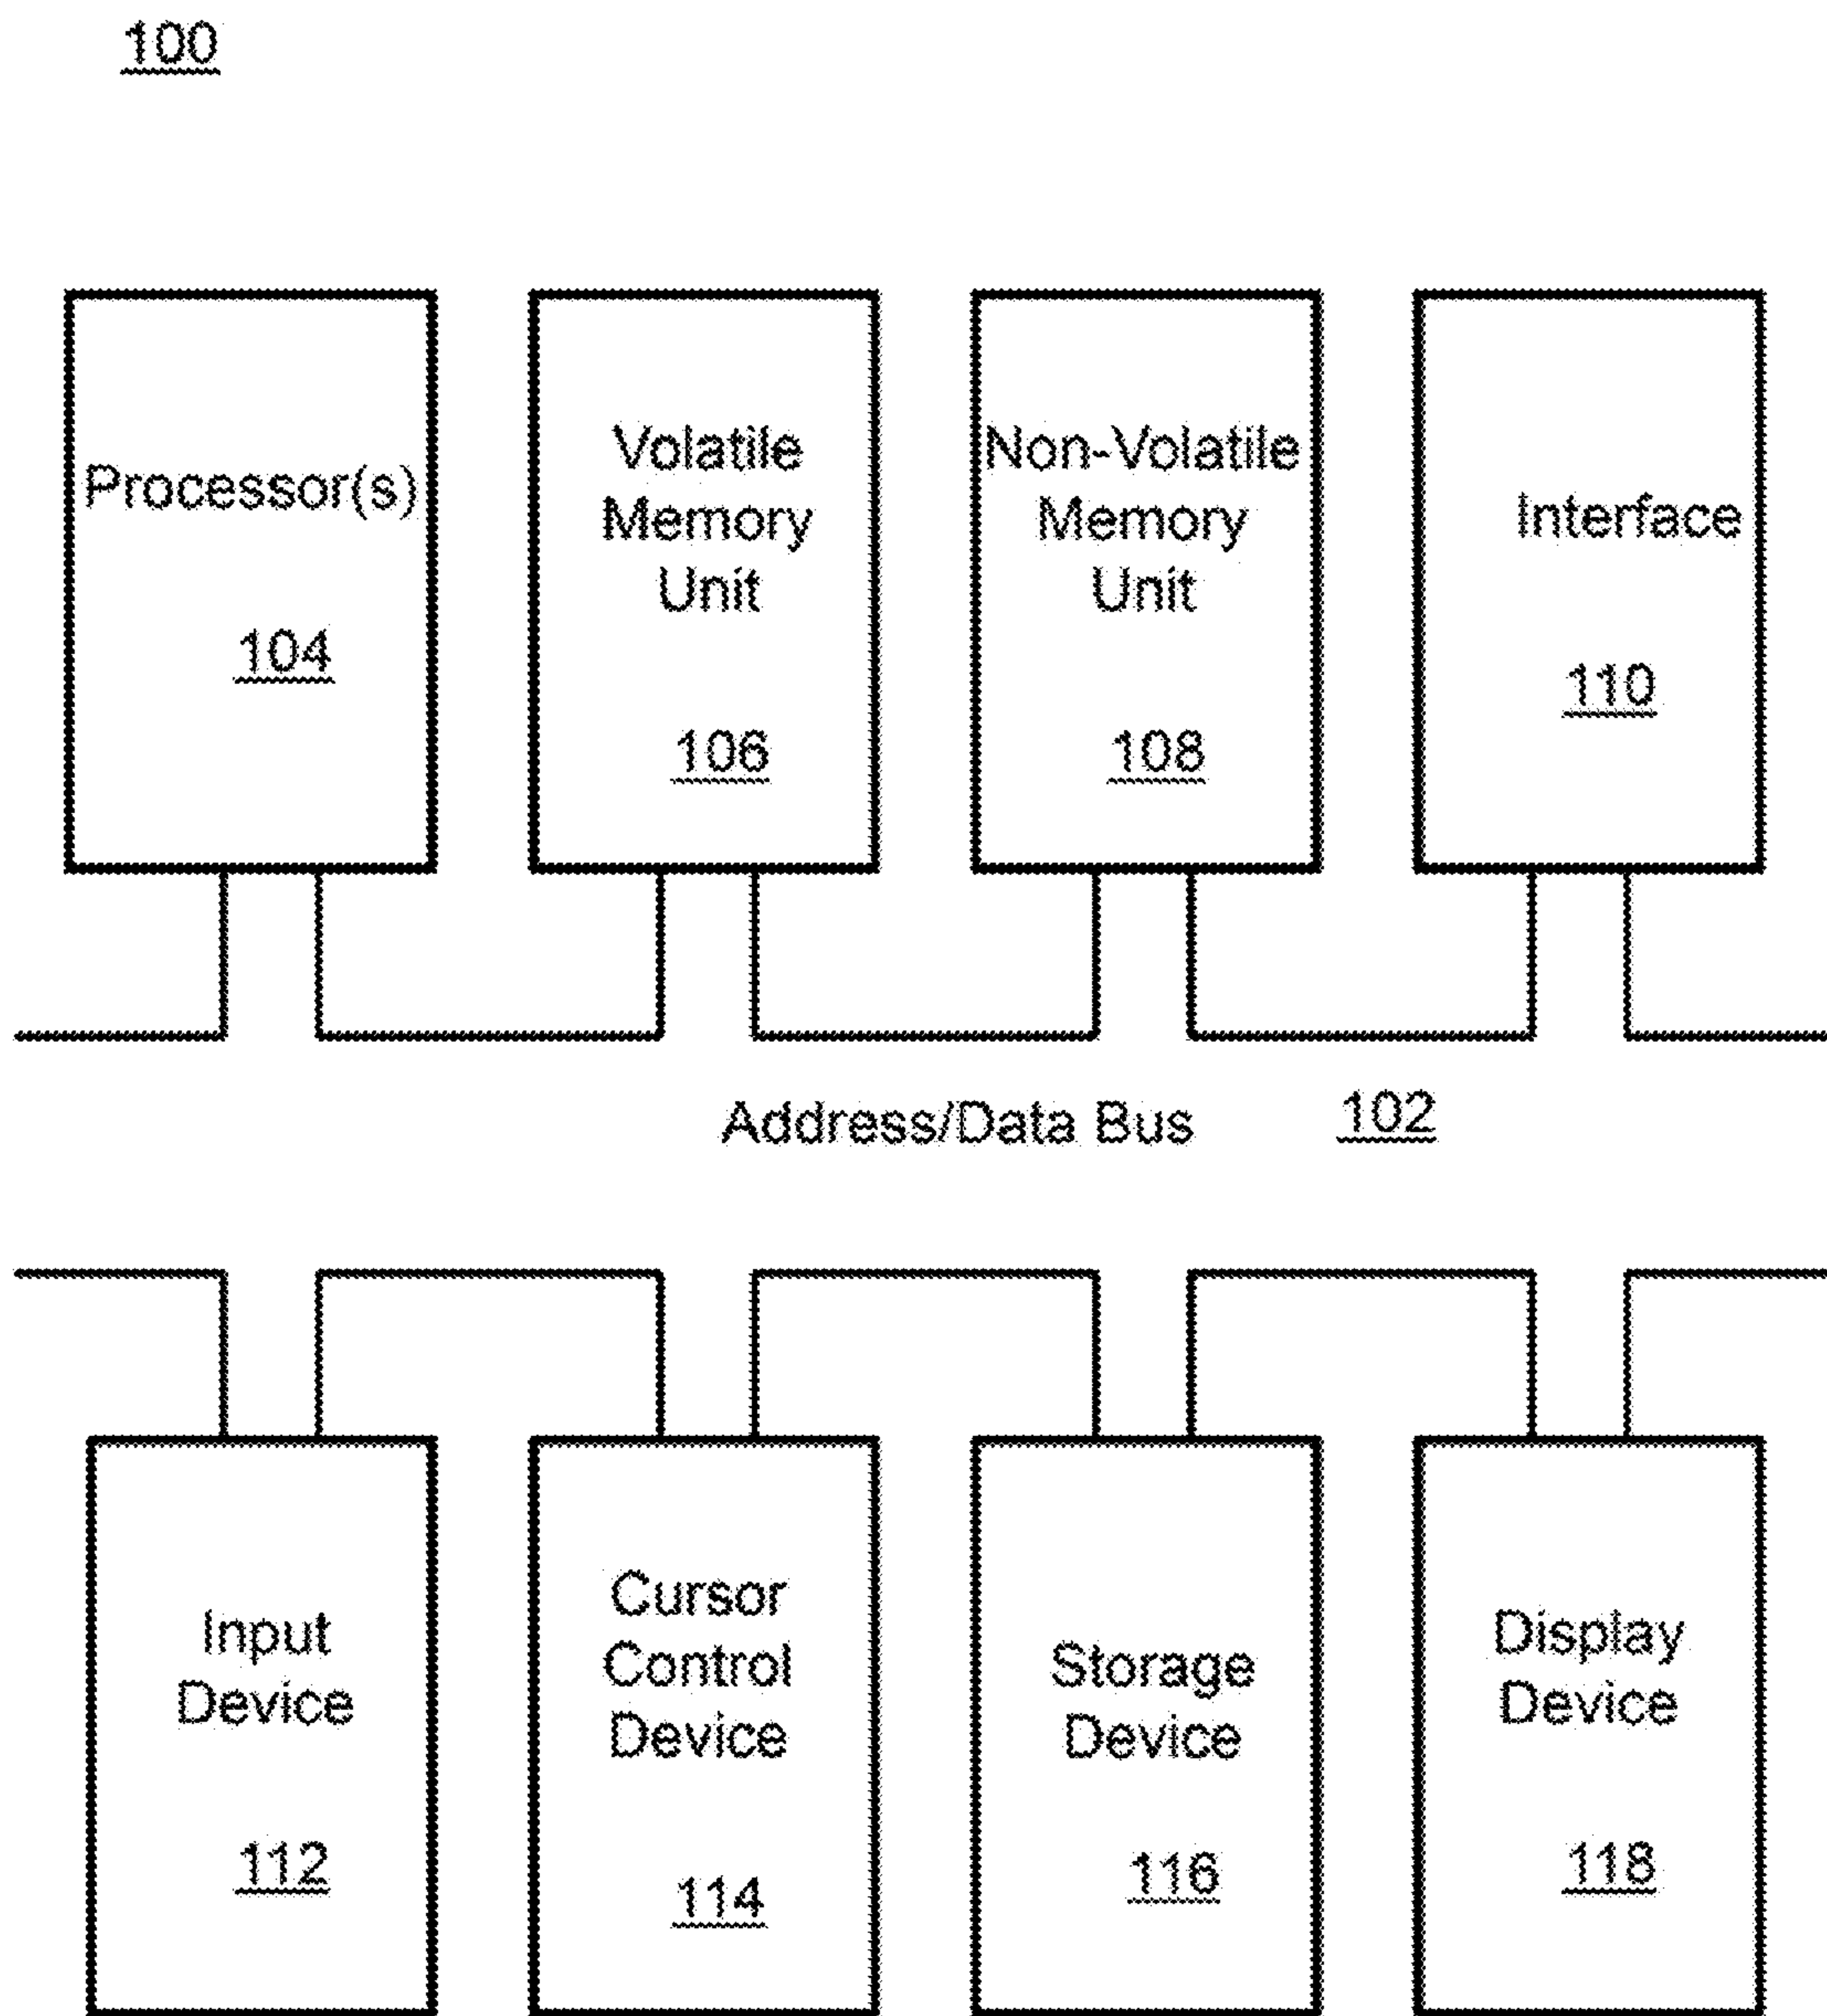 100
Processor(s)
104
Volatile
Memory
Unit
106
Non-Volatile
Memory
Unit
108
Interface
110
Address/Data Bus 102
Input
Device
112
Cursor
Control
Device
114
Storage
Device
116
Display
Device
118